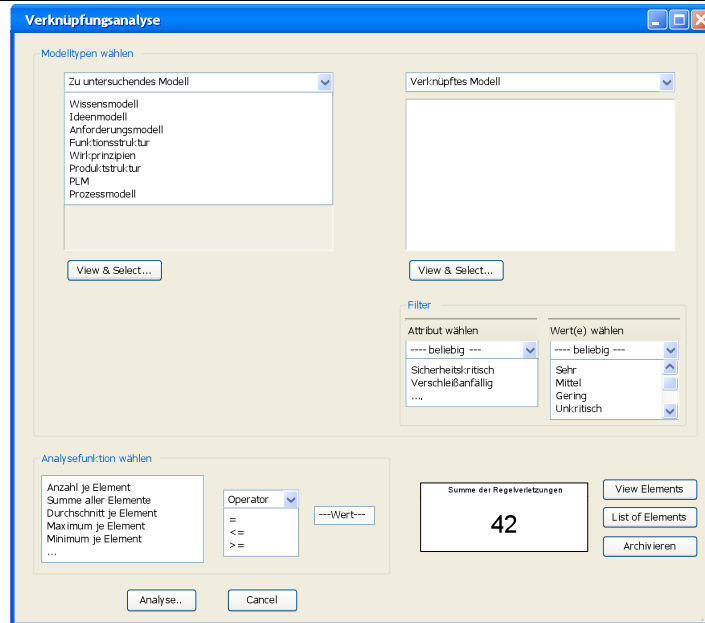 Verknüpfungsanalyse
Modelltypen wählen
Zu untersuchendes Modell
Wissensmodell
Ideenmodell
Anforderungsmodell
Funktionsstruktur
Wirkprinzipien
Produktstruktur
PLM
Prozessmodell
View & Select...
Verknüpftes Modell
View & Select...
Filter
Attribut wählen
---- beliebig ---
Sicherheitskritisch
Verschleißanfällig
....
Wert(e) wählen
---- beliebig ---
Sehr
Mittel
Gering
Unkritisch
Analysefunktion wählen
Anzahl je Element
Summe aller Elemente
Durchschnitt je Element
Maximum je Element
Minimum je Element
...
Operator
=
<=
>=
---Wert---
Summe der Regelverletzungen
42
View Elements
List of Elements
Archivieren
Analyse..
Cancel